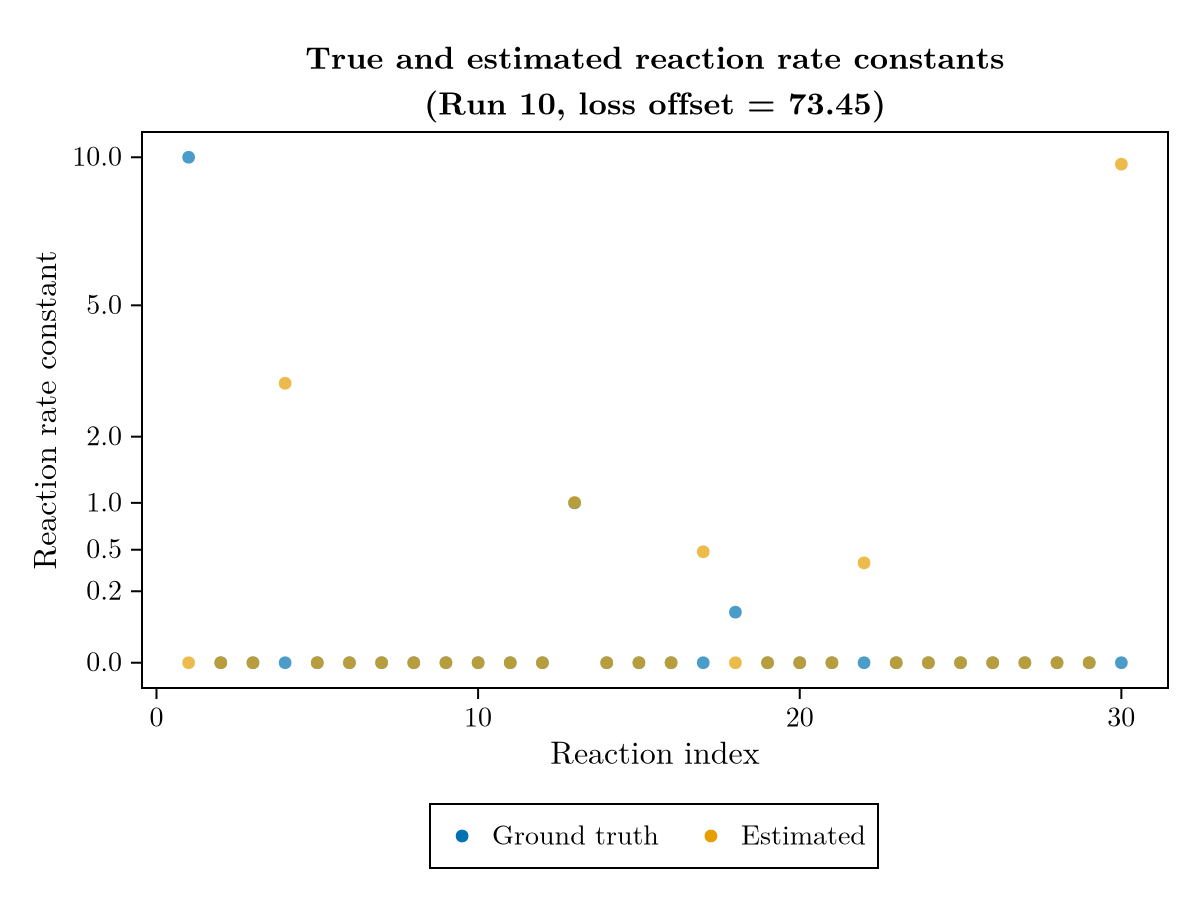 True and estimated reaction rate constants
(Run 10, loss offset = 73.45)
Reaction rate constant
10.0
5.0
2.0
1.0
0.5
0.2
0.0
0 10 20 30
Reaction index
Ground truth Estimated